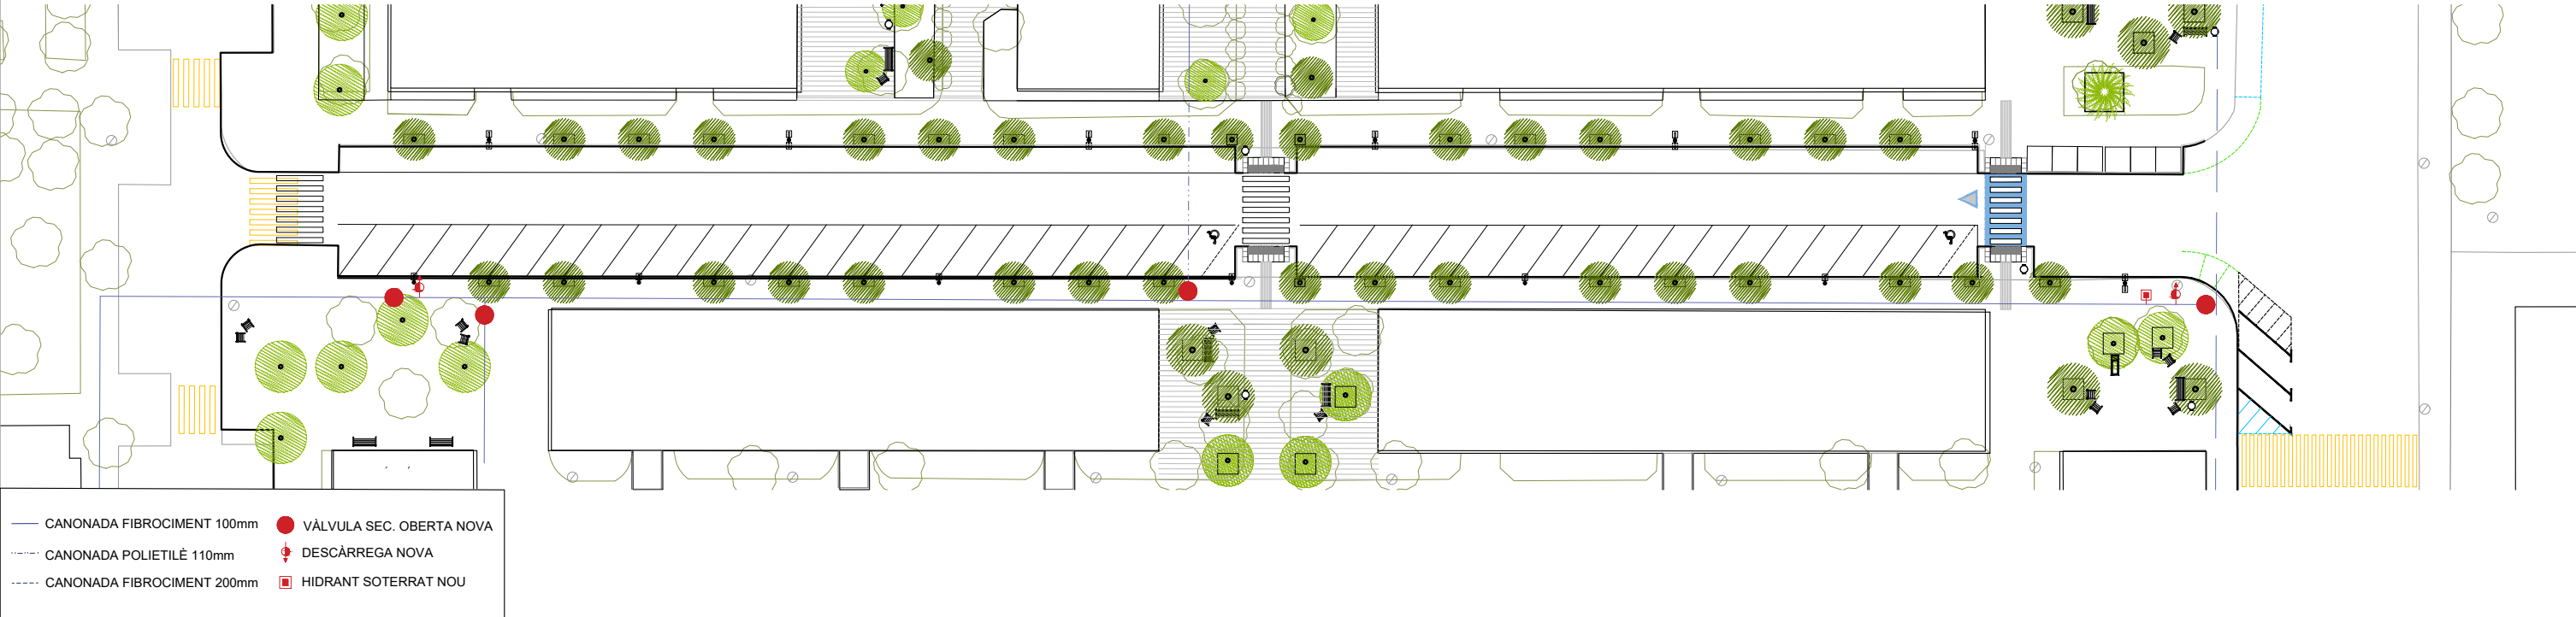 CANONADA FIBROCIMENT 100mm
CANONADA POLIETILÈ 110mm
CANONADA FIBROCIMENT 200mm
VÀLVULA SEC. OBERTA NOVA
DESCÀRREGA NOVA
HIDRANT SOTERRAT NOU